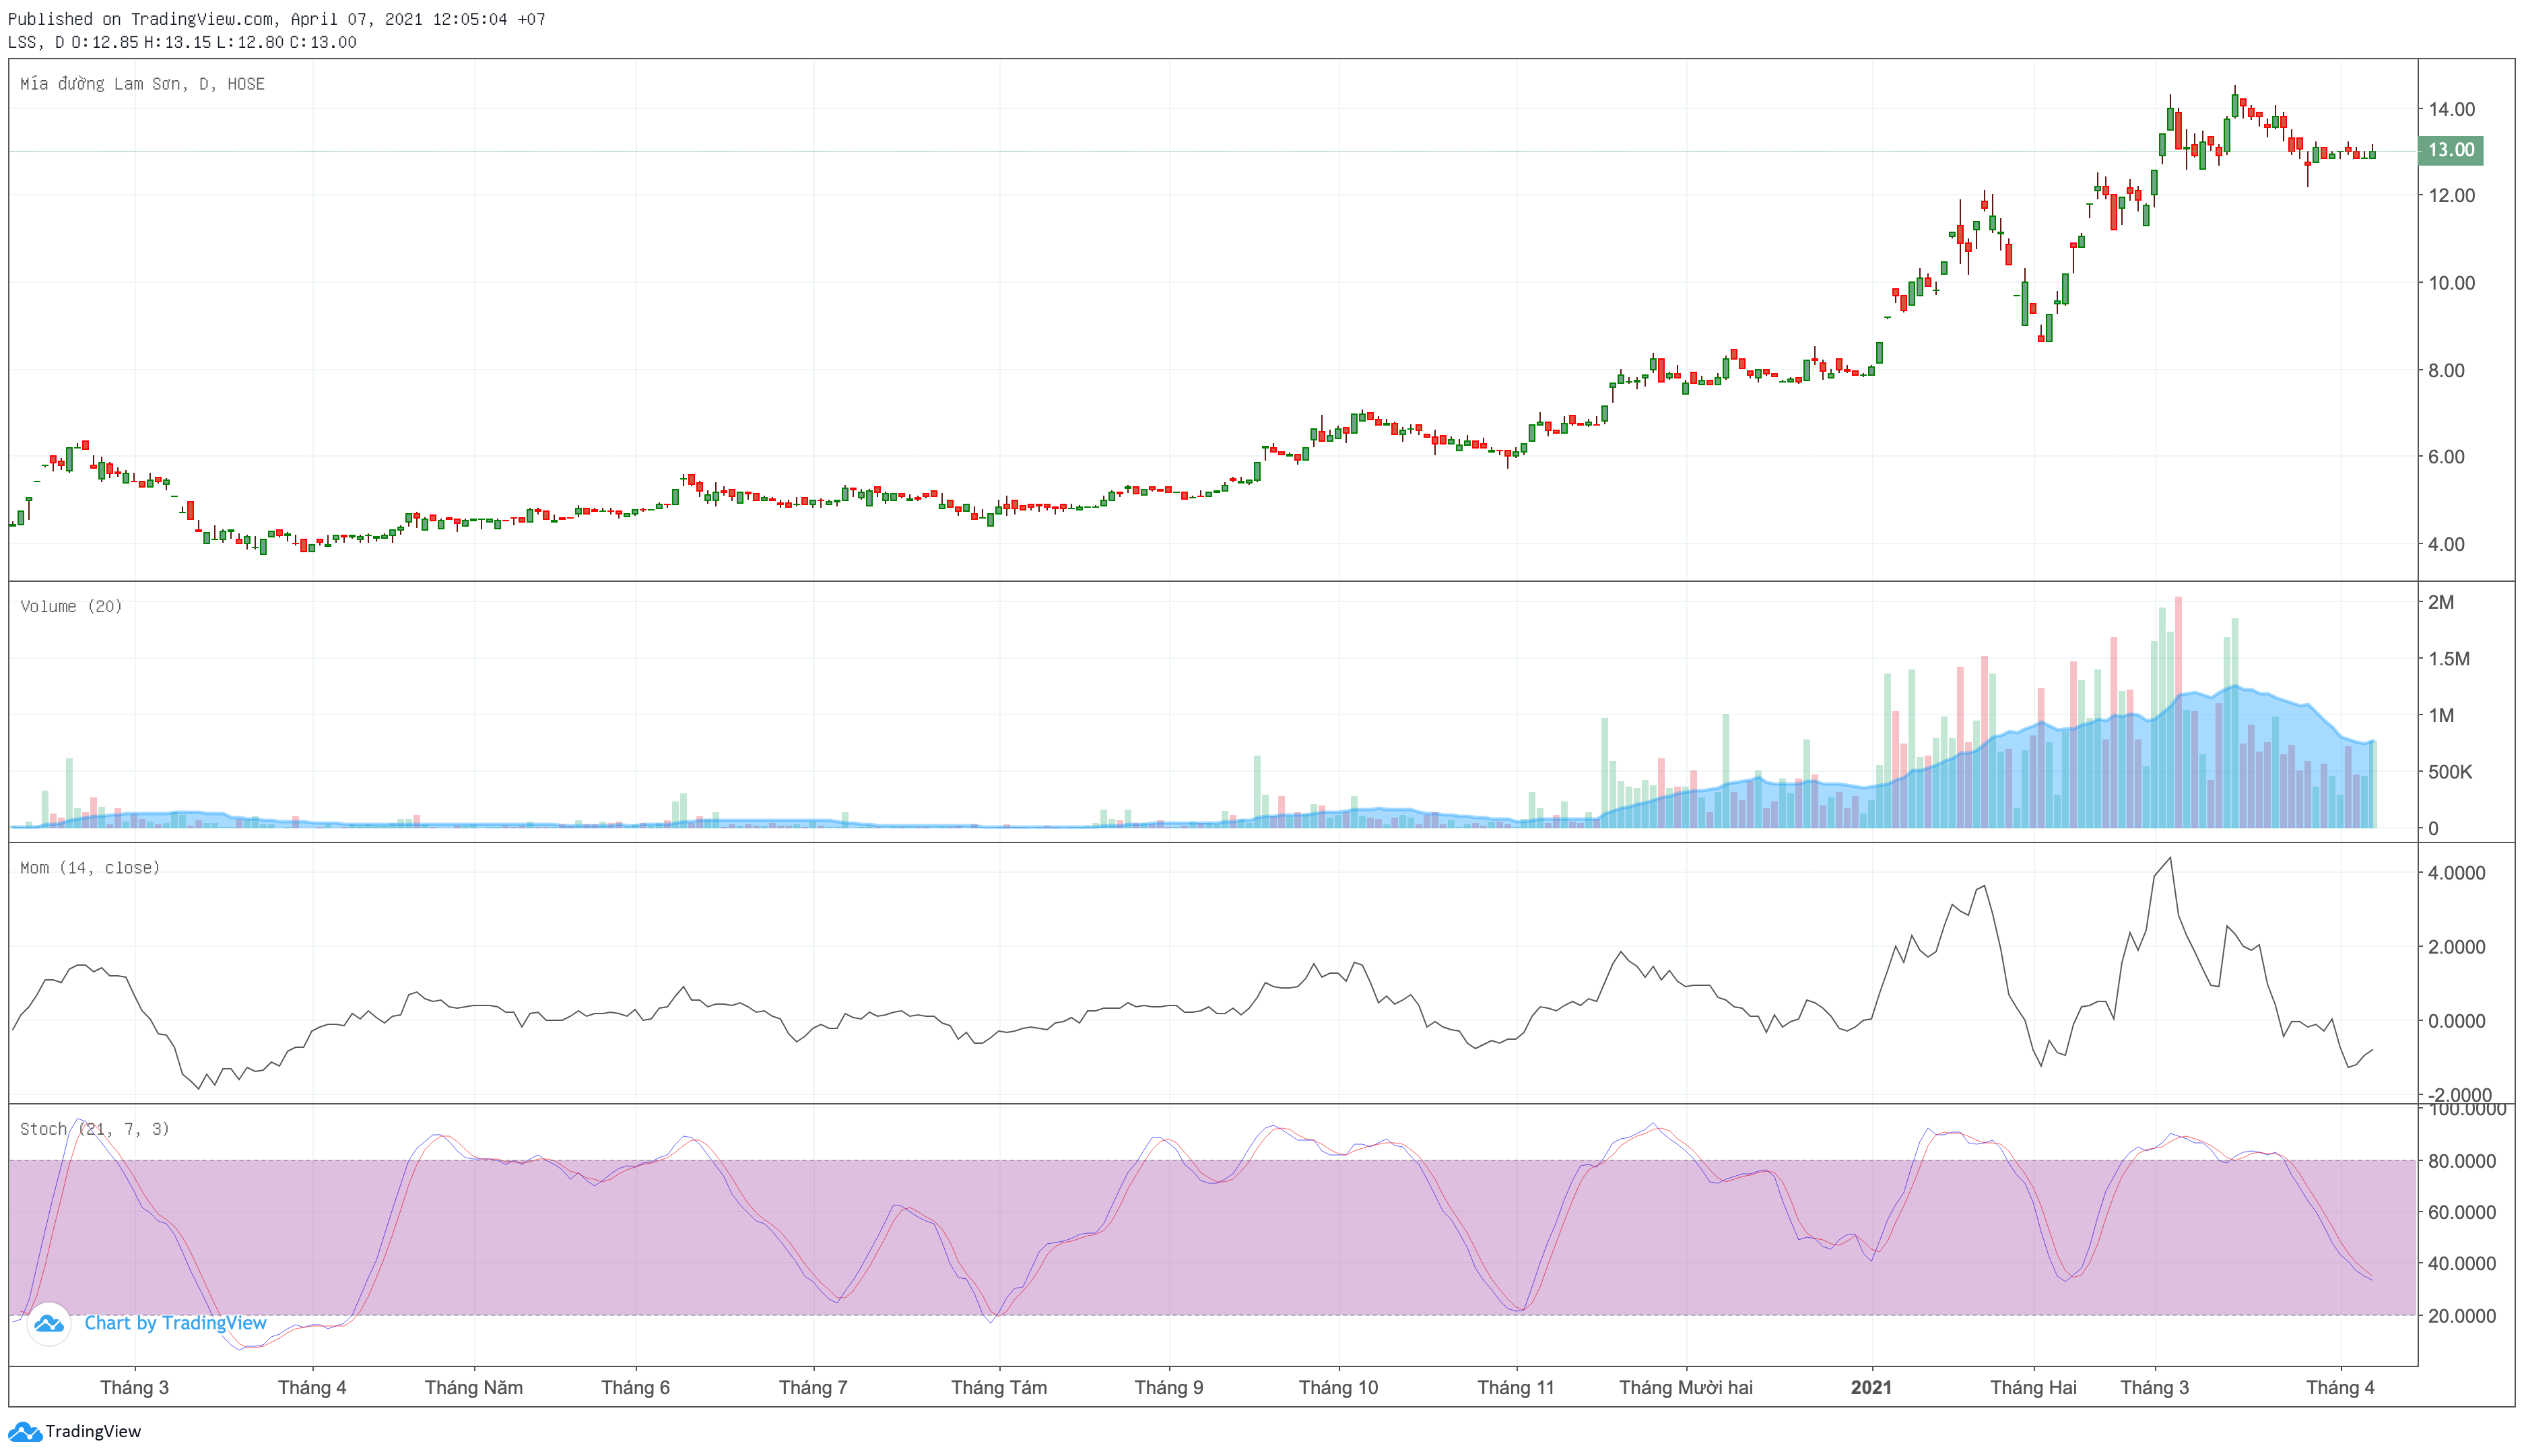 Published on TradingView.com, April 07, 2021 12:05:04 +07
LSS, D O:12.85 H:13.15 L:12.80 C:13.00
Mía đường Lam Sơn, D, HOSE
14.00
13.00
12.00
10.00
8.00
6.00
4.00
Volume (20)
2M
1.5M
1M
500K
0
Mom (14, close)
4.0000
2.0000
0.0000
-2.0000
Stoch (21, 7, 3)
100.0000
80.0000
60.0000
40.0000
20.0000
Chart by TradingView
Tháng 3 Tháng 4 Tháng Năm Tháng 6 Tháng 7 Tháng Tám Tháng 9 Tháng 10 Tháng 11 Tháng Mười hai 2021 Tháng Hai Tháng 3 Tháng 4
TradingView